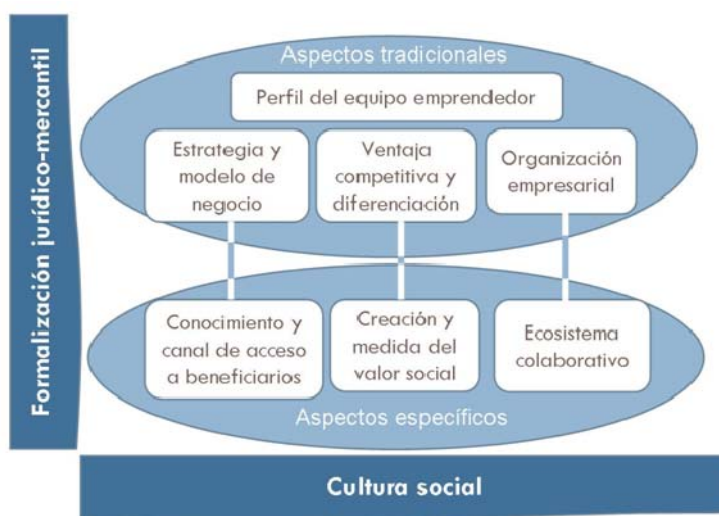 Formalización jurídico-mercantil
Aspectos tradicionales
Perfil del equipo emprendedor
Estrategia y
modelo de
negocio
Ventaja
competitiva y
diferenciación
Organización
empresarial
Conocimiento y
canal de acceso
a beneficiarios
Creación y
medida del
valor social
Ecosistema
colaborativo
Aspectos específicos
Cultura social